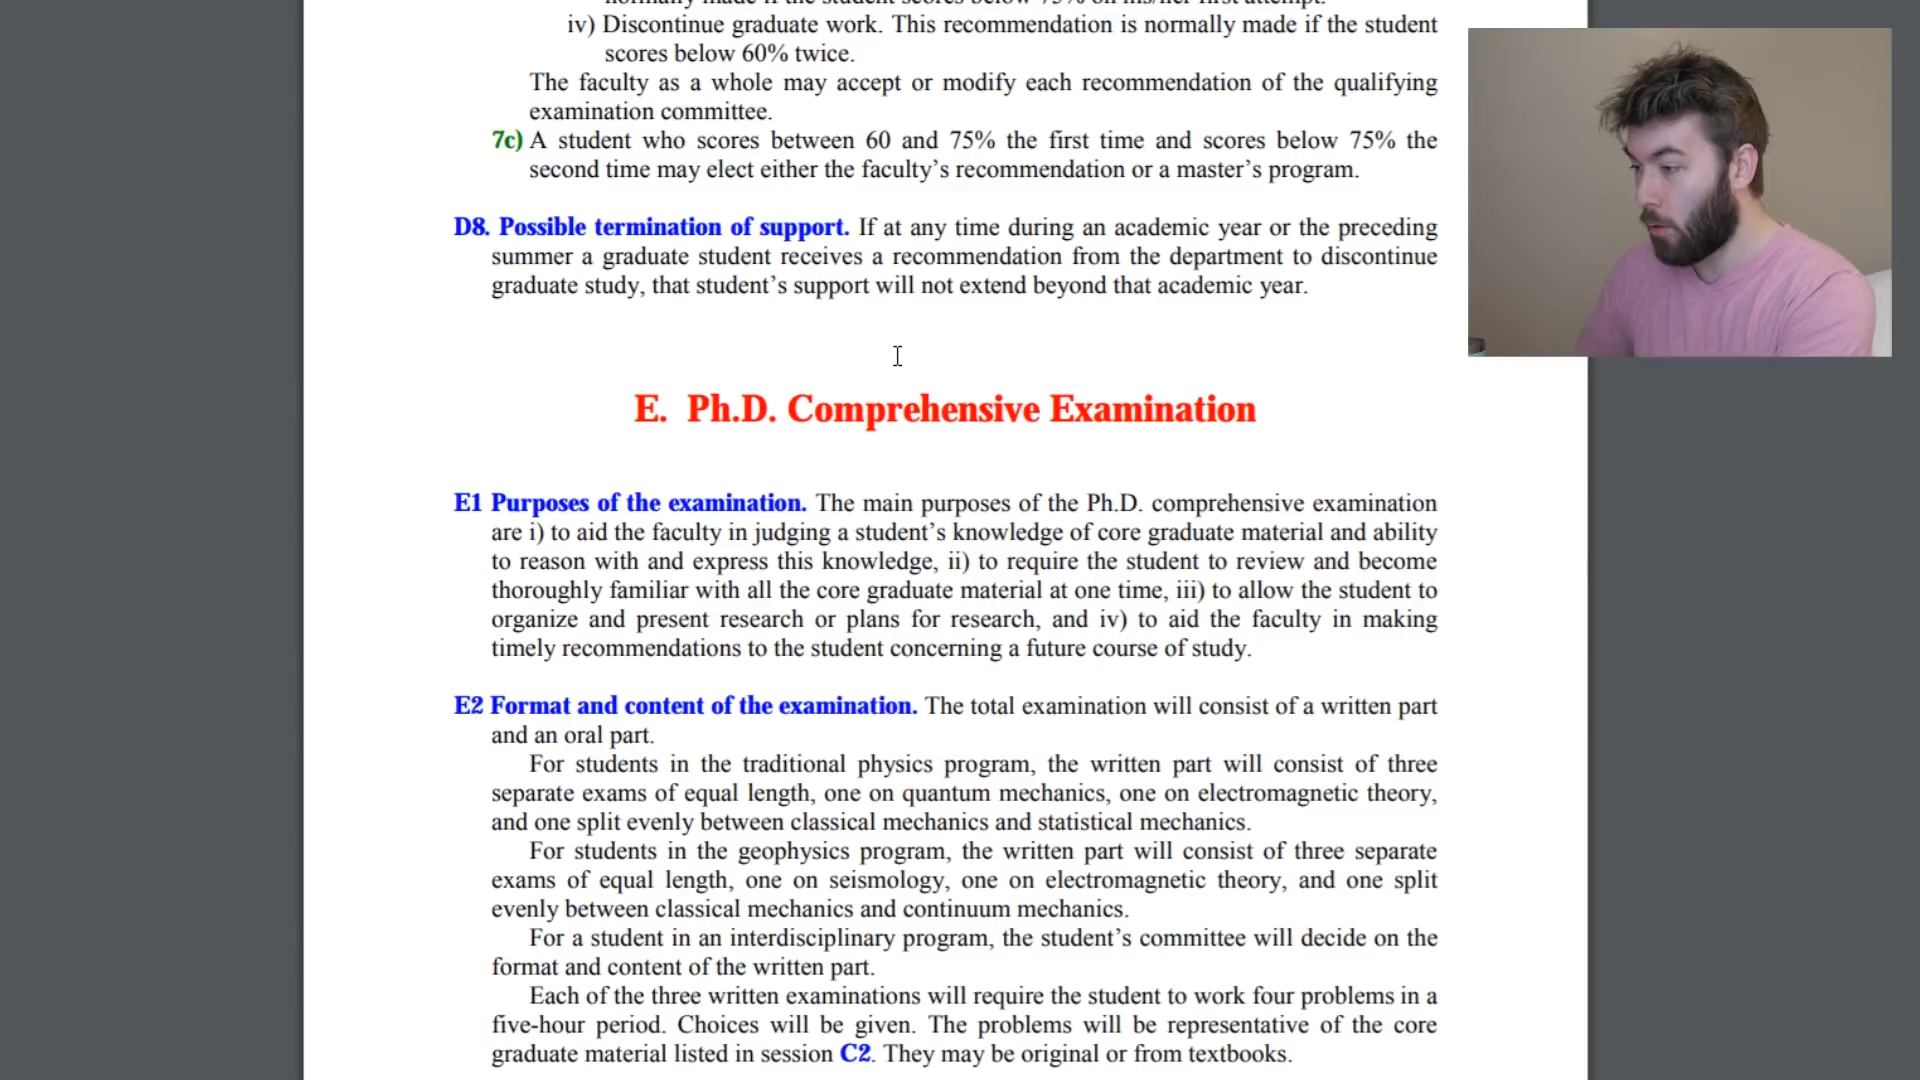 normally made if the student scores below 75% on his/her first attempt.
iv) Discontinue graduate work. This recommendation is normally made if the student
scores below 60% twice.
The faculty as a whole may accept or modify each recommendation of the qualifying
examination committee.
7c) A student who scores between 60 and 75% the first time and scores below 75% the
second time may elect either the faculty’s recommendation or a master’s program.
D8. Possible termination of support. If at any time during an academic year or the preceding
summer a graduate student receives a recommendation from the department to discontinue
graduate study, that student’s support will not extend beyond that academic year.
E. Ph.D. Comprehensive Examination
E1 Purposes of the examination. The main purposes of the Ph.D. comprehensive examination
are i) to aid the faculty in judging a student’s knowledge of core graduate material and ability
to reason with and express this knowledge, ii) to require the student to review and become
thoroughly familiar with all the core graduate material at one time, iii) to allow the student to
organize and present research or plans for research, and iv) to aid the faculty in making
timely recommendations to the student concerning a future course of study.
E2 Format and content of the examination. The total examination will consist of a written part
and an oral part.
For students in the traditional physics program, the written part will consist of three
separate exams of equal length, one on quantum mechanics, one on electromagnetic theory,
and one split evenly between classical mechanics and statistical mechanics.
For students in the geophysics program, the written part will consist of three separate
exams of equal length, one on seismology, one on electromagnetic theory, and one split
evenly between classical mechanics and continuum mechanics.
For a student in an interdisciplinary program, the student’s committee will decide on the
format and content of the written part.
Each of the three written examinations will require the student to work four problems in a
five-hour period. Choices will be given. The problems will be representative of the core
graduate material listed in session C2. They may be original or from textbooks.